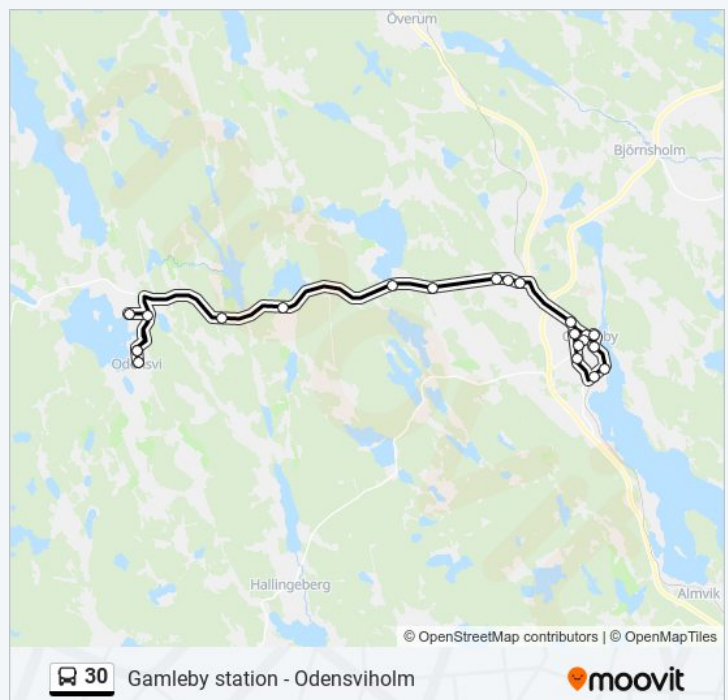 Överum
Björnsholm
Odensvi
Hallingeberg
Almvik
© OpenStreetMap contributors | © OpenMapTiles
30 Gamleby station - Odensviholm
moovit